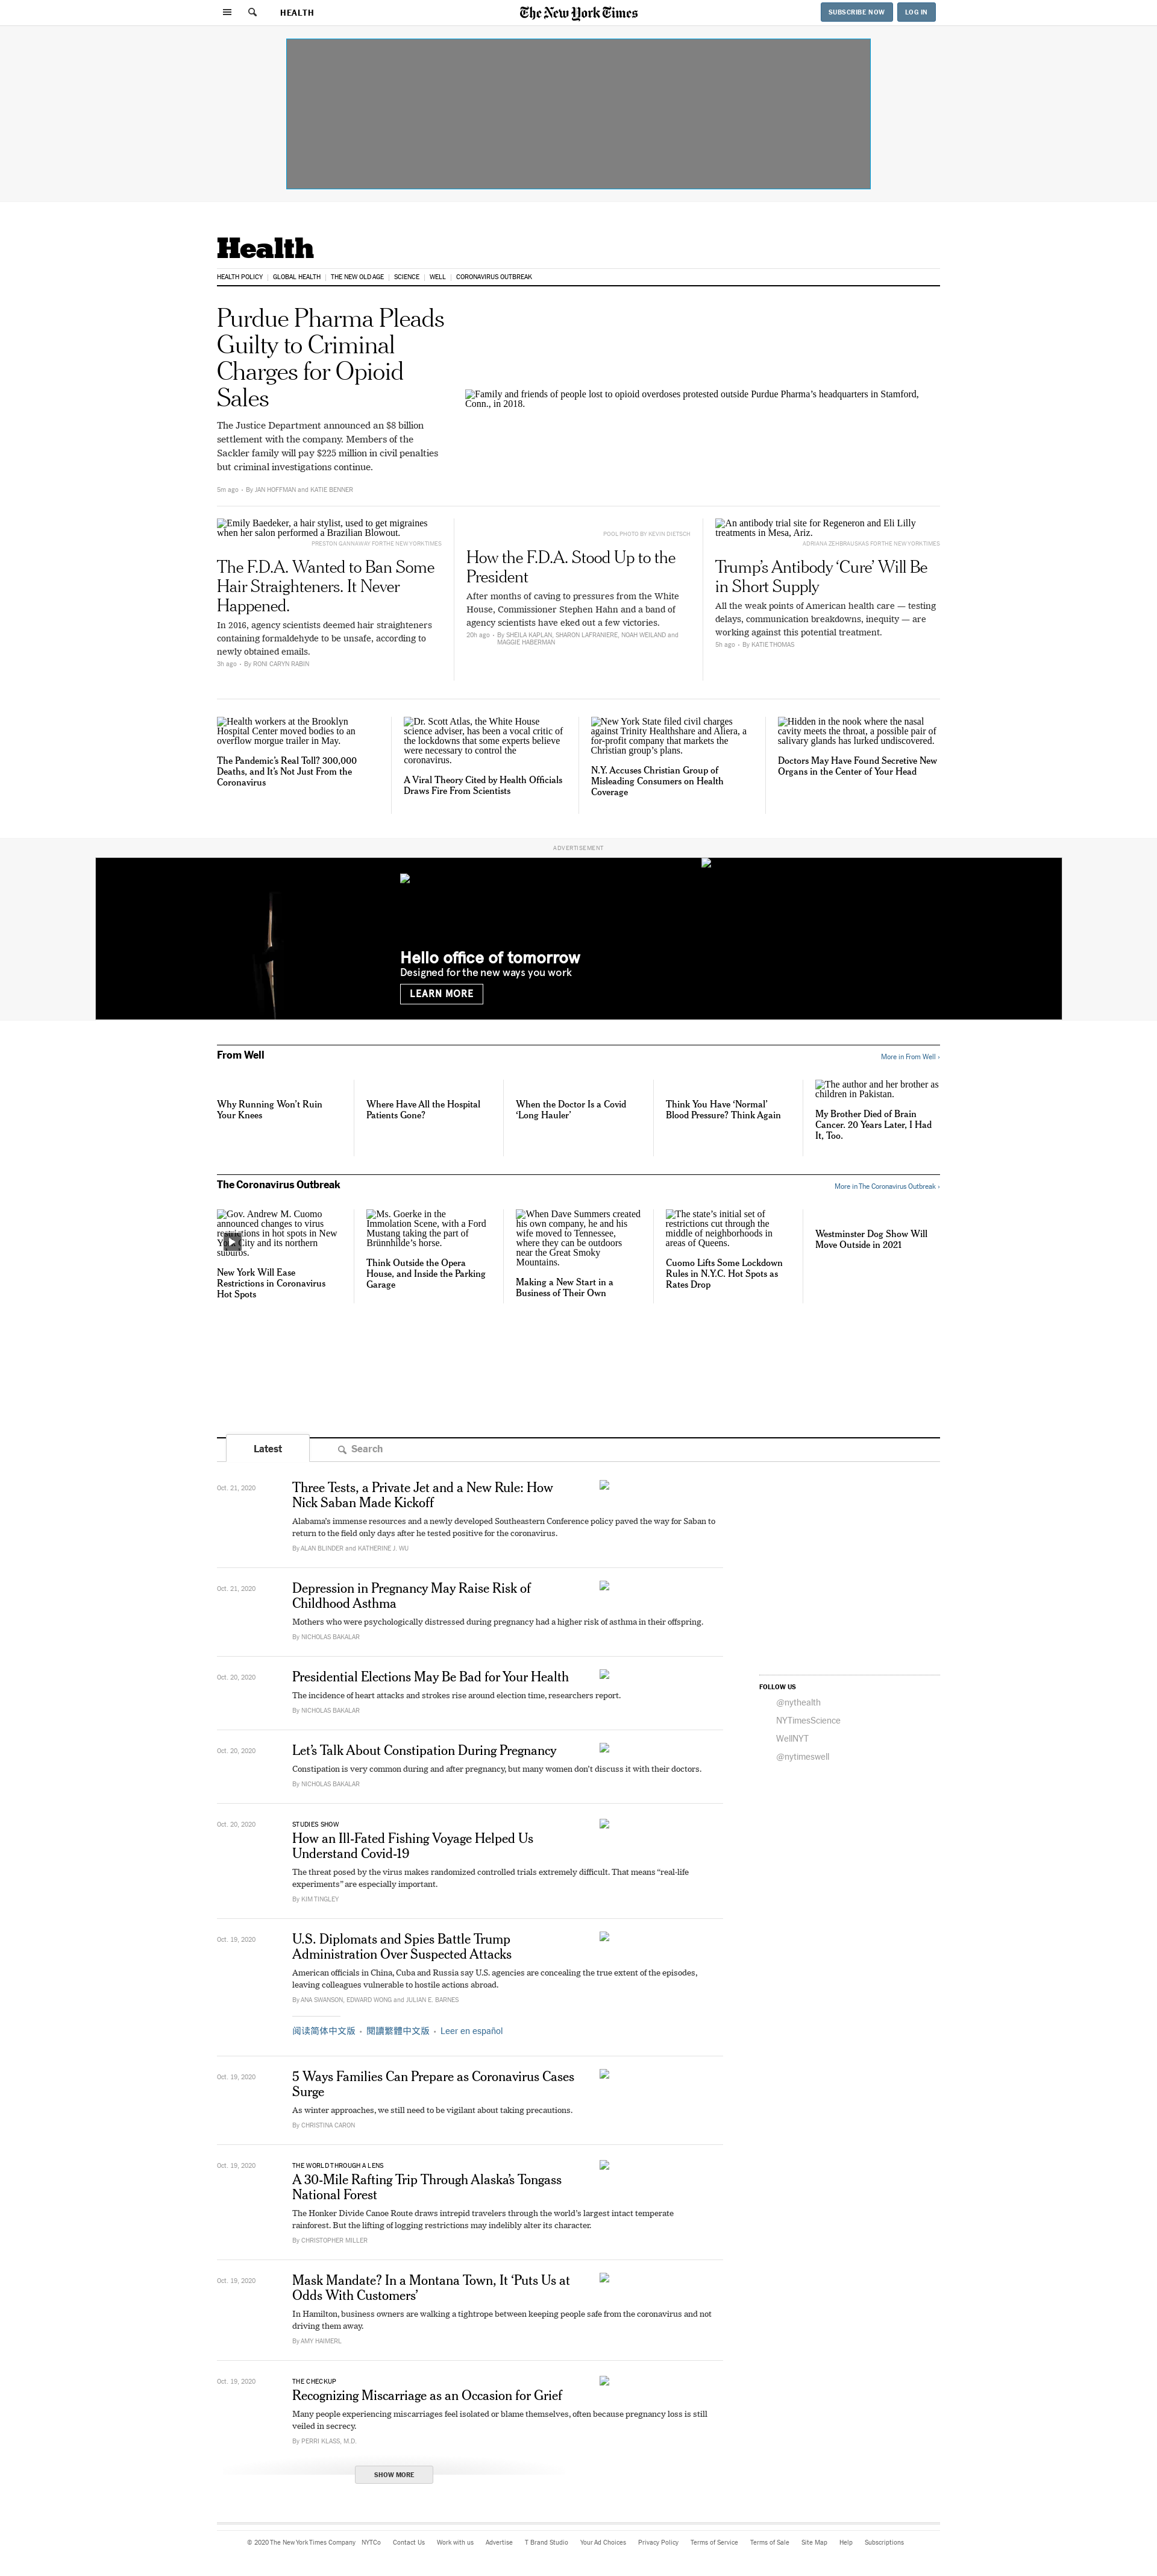 HEALTH
The New York Times
SUBSCRIBE NOW
LOG IN
Health
HEALTH POLICY
GLOBAL HEALTH
THE NEW OLD AGE
SCIENCE
WELL
CORONAVIRUS OUTBREAK
Purdue Pharma Pleads
Guilty to Criminal
Charges for Opioid
Sales
The Justice Department announced an $8 billion
settlement with the company. Members of the
Sackler family will pay $225 million in civil penalties
but criminal investigations continue.
5m ago • By JAN HOFFMAN and KATIE BENNER
Family and friends of people lost to opioid overdoses protested outside Purdue Pharma's headquarters in Stamford,
Conn., in 2018.
Emily Baedeker, a hair stylist, used to get migraines
when her salon performed a Brazilian Blowout.
PRESTON GANNAWAY FOR THE NEW YORK TIMES
The F.D.A. Wanted to Ban Some
Hair Straighteners. It Never
Happened.
In 2016, agency scientists deemed hair straighteners
containing formaldehyde to be unsafe, according to
newly obtained emails.
3h ago • By RONI CARYN RABIN
POOL PHOTO BY KEVIN DIETSCH
How the F.D.A. Stood Up to the
President
After months of caving to pressures from the White
House, Commissioner Stephen Hahn and a band of
agency scientists have eked out a few victories.
20h ago • By SHEILA KAPLAN, SHARON LAFRANIERE, NOAH WEILAND and
MAGGIE HABERMAN
An antibody trial site for Regeneron and Eli Lilly
treatments in Mesa, Ariz.
ADRIANA ZEHBRAUSKAS FOR THE NEW YORK TIMES
Trump's Antibody ‘Cure’ Will Be
in Short Supply
All the weak points of American health care — testing
delays, communication breakdowns, inequity — are
working against this potential treatment.
5h ago • By KATIE THOMAS
Health workers at the Brooklyn
Hospital Center moved bodies to an
overflow morgue trailer in May.
The Pandemic's Real Toll? 300,000
Deaths, and It's Not Just From the
Coronavirus
Dr. Scott Atlas, the White House
science adviser, has been a vocal critic of
the lockdowns that some experts believe
were necessary to control the
coronavirus.
A Viral Theory Cited by Health Officials
Draws Fire From Scientists
New York State filed civil charges
against Trinity Healthshare and Aliera, a
for-profit company that markets the
Christian group's plans.
N.Y. Accuses Christian Group of
Misleading Consumers on Health
Coverage
Hidden in the nook where the nasal
cavity meets the throat, a possible pair of
salivary glands has lurked undiscovered.
Doctors May Have Found Secretive New
Organs in the Center of Your Head
ADVERTISEMENT
Hello office of tomorrow
Designed for the new ways you work
LEARN MORE
From Well
More in From Well ›
Why Running Won't Ruin
Your Knees
Where Have All the Hospital
Patients Gone?
When the Doctor Is a Covid
‘Long Hauler’
Think You Have ‘Normal’
Blood Pressure? Think Again
The author and her brother as
children in Pakistan.
My Brother Died of Brain
Cancer. 20 Years Later, I Had
It, Too.
The Coronavirus Outbreak
More in The Coronavirus Outbreak ›
Gov. Andrew M. Cuomo
announced changes to virus
restrictions in hot spots in New
York City and its northern
suburbs.
New York Will Ease
Restrictions in Coronavirus
Hot Spots
Ms. Goerke in the
Immolation Scene, with a Ford
Mustang taking the part of
Brünnhilde's horse.
Think Outside the Opera
House, and Inside the Parking
Garage
When Dave Summers created
his own company, he and his
wife moved to Tennessee,
where they can be outdoors
near the Great Smoky
Mountains.
Making a New Start in a
Business of Their Own
The state's initial set of
restrictions cut through the
middle of neighborhoods in
areas of Queens.
Cuomo Lifts Some Lockdown
Rules in N.Y.C. Hot Spots as
Rates Drop
Westminster Dog Show Will
Move Outside in 2021
Latest
Search
Oct. 21, 2020
Three Tests, a Private Jet and a New Rule: How
Nick Saban Made Kickoff
Alabama's immense resources and a newly developed Southeastern Conference policy paved the way for Saban to
return to the field only days after he tested positive for the coronavirus.
By ALAN BLINDER and KATHERINE J. WU
Oct. 21, 2020
Depression in Pregnancy May Raise Risk of
Childhood Asthma
Mothers who were psychologically distressed during pregnancy had a higher risk of asthma in their offspring.
By NICHOLAS BAKALAR
Oct. 20, 2020
Presidential Elections May Be Bad for Your Health
The incidence of heart attacks and strokes rise around election time, researchers report.
By NICHOLAS BAKALAR
Oct. 20, 2020
Let's Talk About Constipation During Pregnancy
Constipation is very common during and after pregnancy, but many women don't discuss it with their doctors.
By NICHOLAS BAKALAR
Oct. 20, 2020
STUDIES SHOW
How an Ill-Fated Fishing Voyage Helped Us
Understand Covid-19
The threat posed by the virus makes randomized controlled trials extremely difficult. That means “real-life
experiments” are especially important.
By KIM TINGLEY
Oct. 19, 2020
U.S. Diplomats and Spies Battle Trump
Administration Over Suspected Attacks
American officials in China, Cuba and Russia say U.S. agencies are concealing the true extent of the episodes,
leaving colleagues vulnerable to hostile actions abroad.
By ANA SWANSON, EDWARD WONG and JULIAN E. BARNES
阅读简体中文版 • 閱讀繁體中文版 • Leer en español
Oct. 19, 2020
5 Ways Families Can Prepare as Coronavirus Cases
Surge
As winter approaches, we still need to be vigilant about taking precautions.
By CHRISTINA CARON
Oct. 19, 2020
THE WORLD THROUGH A LENS
A 30-Mile Rafting Trip Through Alaska's Tongass
National Forest
The Honker Divide Canoe Route draws intrepid travelers through the world's largest intact temperate
rainforest. But the lifting of logging restrictions may indelibly alter its character.
By CHRISTOPHER MILLER
Oct. 19, 2020
Mask Mandate? In a Montana Town, It ‘Puts Us at
Odds With Customers’
In Hamilton, business owners are walking a tightrope between keeping people safe from the coronavirus and not
driving them away.
By AMY HAIMERL
Oct. 19, 2020
THE CHECKUP
Recognizing Miscarriage as an Occasion for Grief
Many people experiencing miscarriages feel isolated or blame themselves, often because pregnancy loss is still
veiled in secrecy.
By PERRI KLASS, M.D.
SHOW MORE
FOLLOW US
@nythealth
NYTimesScience
WellNYT
@nytimeswell
© 2020 The New York Times Company NYTCo Contact Us Work with us Advertise T Brand Studio Your Ad Choices Privacy Policy Terms of Service Terms of Sale Site Map Help Subscriptions